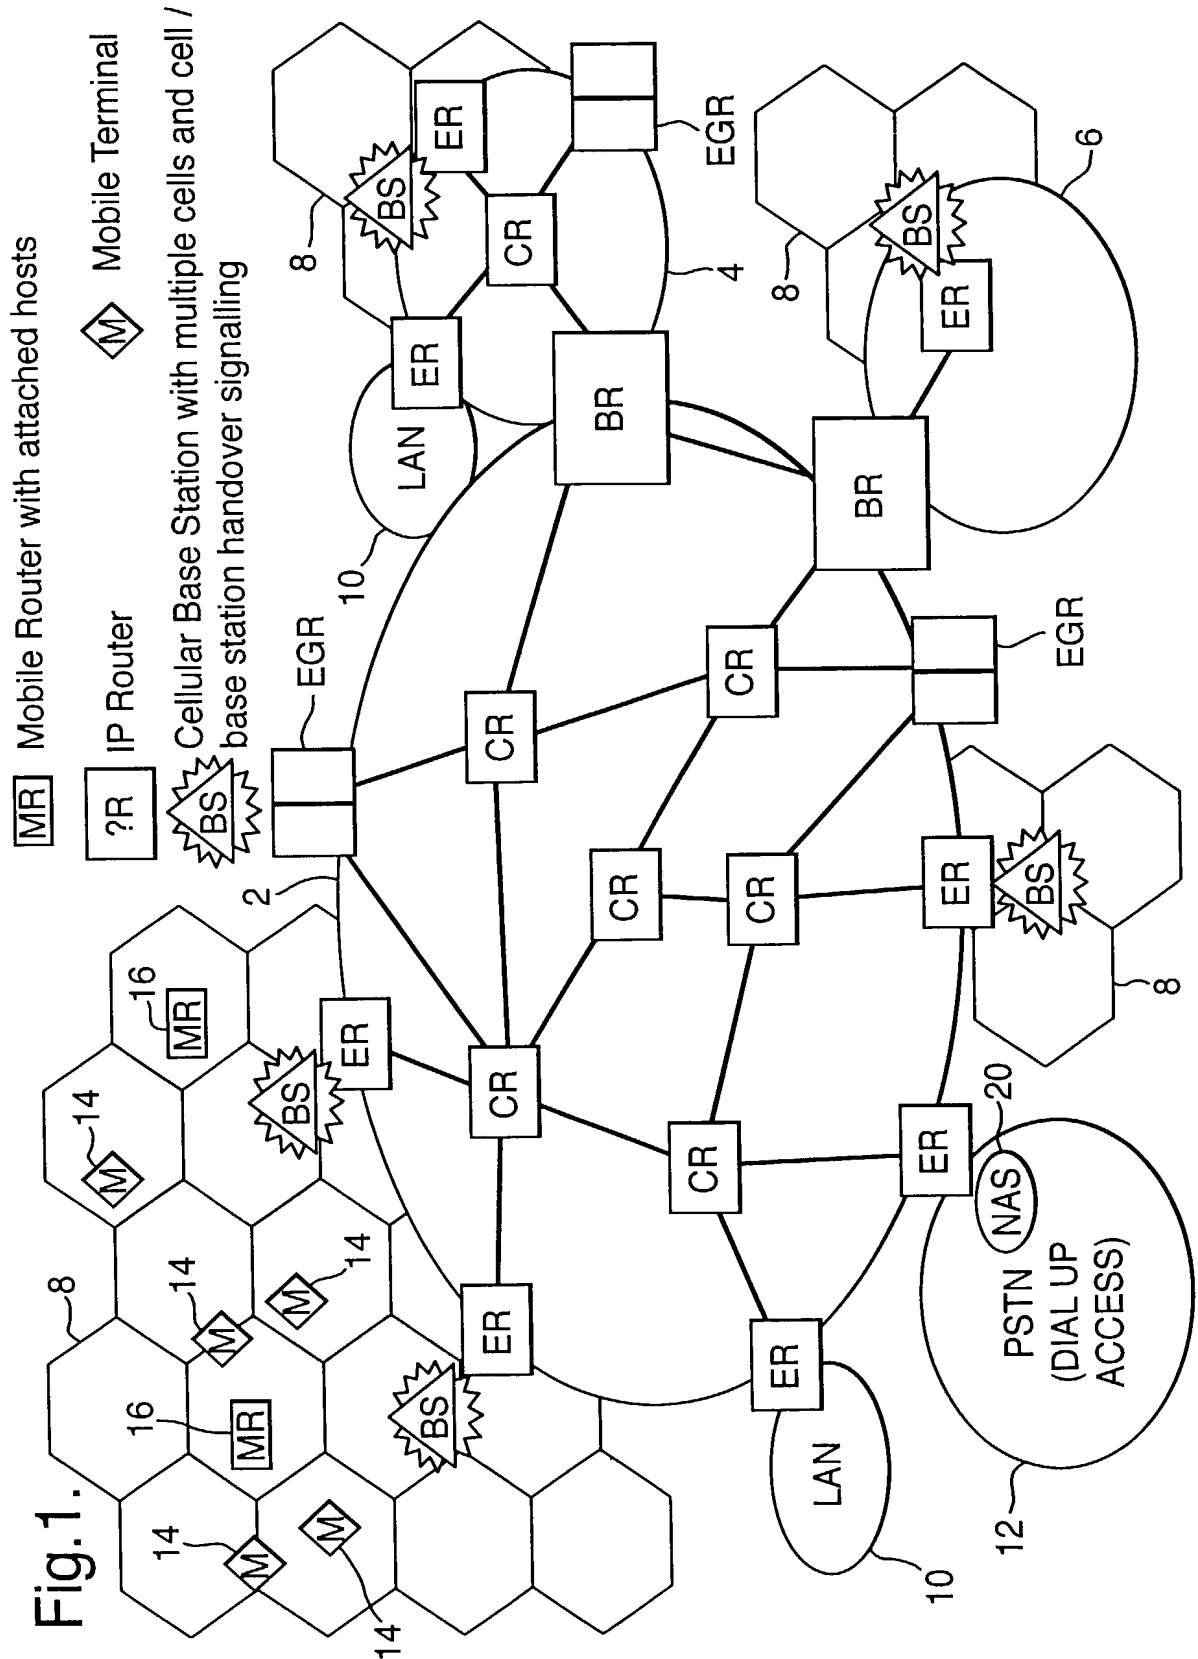 Fig.1.
MR Mobile Router with attached hosts
?R IP Router
M Mobile Terminal
BS Cellular Base Station with multiple cells and cell /
base station handover signalling
8
14
16
14
14
16
14
14
M
M
M
M
M
MR
MR
BS
BS
ER
ER
2
EGR
10
LAN
ER
8
BS
ER
CR
EGR
4
BR
CR
CR
CR
CR
CR
CR
BR
8
BS
ER
6
EGR
ER
BS
8
ER
LAN
10
ER
20
NAS
PSTN
(DIAL UP
ACCESS)
12